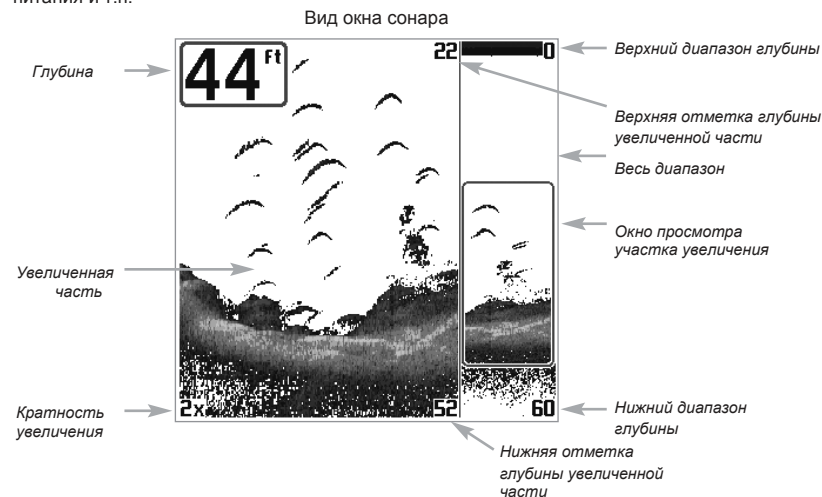 питания и т.п.
Вид окна сонара
44 Ft
22
0
Глубина
Верхний диапазон глубины
Верхняя отметка глубины
увеличенной части
Весь диапазон
Окно просмотра
участка увеличения
Увеличенная
часть
Кратность
увеличения
2x
52
60
Нижний диапазон
глубины
Нижняя отметка
глубины увеличенной
части